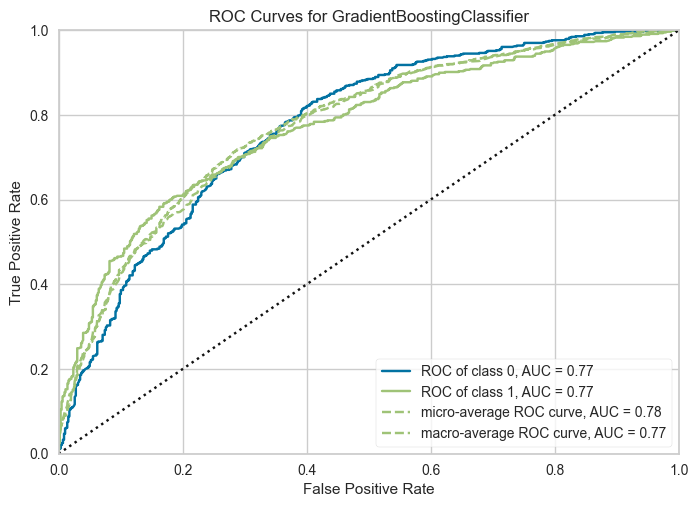 ROC Curves for GradientBoostingClassifier
True Positive Rate
1.0
0.8
0.6
0.4
0.2
0.0
ROC of class 0, AUC = 0.77
ROC of class 1, AUC = 0.77
micro-average ROC curve, AUC = 0.78
macro-average ROC curve, AUC = 0.77
0.0 0.2 0.4 0.6 0.8 1.0
False Positive Rate